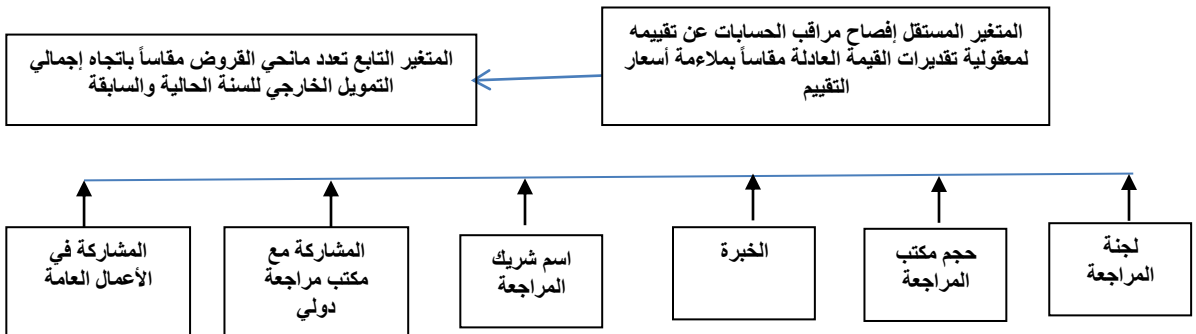 المتغير المستقل إفصاح مراقب الحسابات عن تقييمه
لمعقولية تقديرات القيمة العادلة مقاساً بملاءمة أسعار
التقييم
المتغير التابع تعدد مانحي القروض مقاساً باتجاه إجمالي
التمويل الخارجي للسنة الحالية والسابقة
لجنة
المراجعة
حجم مكتب
المراجعة
الخبرة
اسم شريك
المراجعة
المشاركة مع
مكتب مراجعة
دولي
المشاركة في
الأعمال العامة